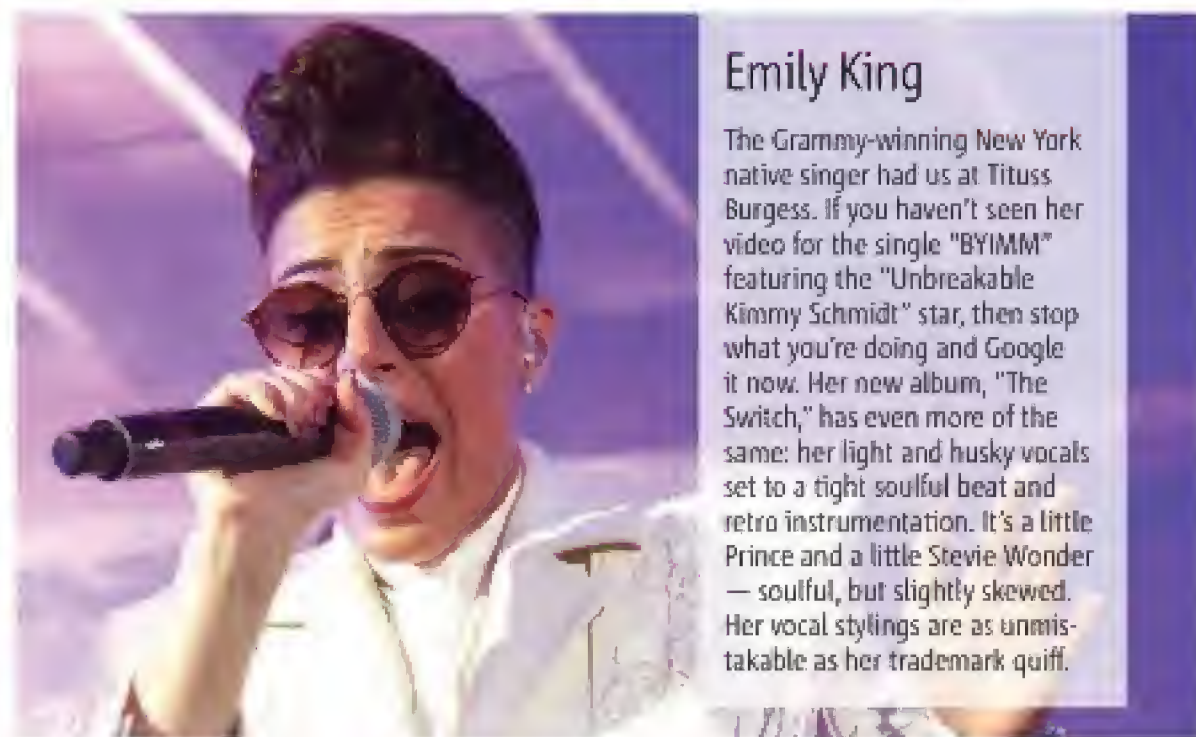 Emily King
The Grammy-winning New York
native singer had us at Tituss
Burgess. If you haven't seen her
video for the single "BYIMM"
featuring the "Unbreakable
Kimmy Schmidt" star, then stop
what you're doing and Google
it now. Her new album, "The
Switch," has even more of the
same: her light and husky vocals
set to a tight soulful beat and
retro instrumentation. It's a little
Prince and a little Stevie Wonder
— soulful, but slightly skewed.
Her vocal stylings are as unmis-
takable as her trademark quiff.